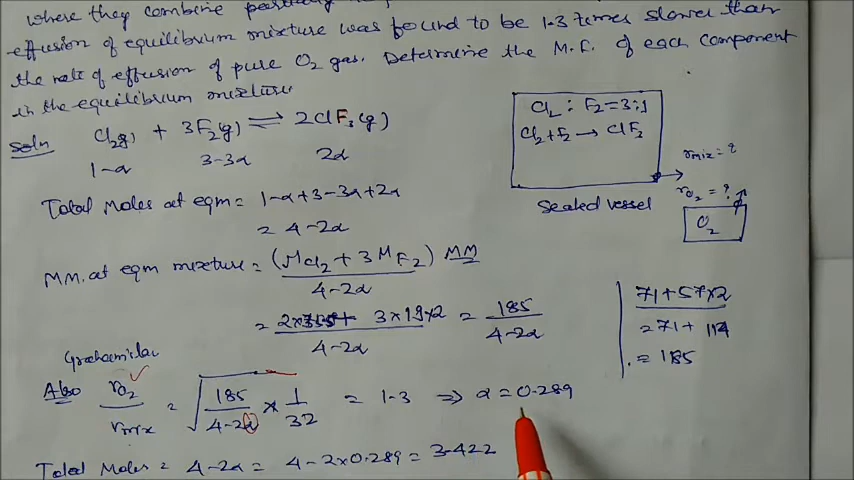 where they combine
effusion of equilibrium mixture was found to be 1.3 times slower than
the rate of effusion of pure O2 gas. Determine the M.F. of each component
in the equilibrium mixture
Soln Cl2(g) + 3F2(g) ⇌ 2ClF3(g)
1-α 3-3α 2α
Total Moles at eqm = 1-α+3-3α+2α
= 4-2α
MM. at eqm mixture = (MCl2 + 3MF2) MM
4-2α
= 2×35.5+ 3×19×2 = 185
4-2α 4-2α
Grahamslaw
Also rO2 = √185/4-2α × 1/32 = 1.3 ⇒ α = 0.289
rmix
Total Moles = 4-2α = 4-2×0.289 = 3.422
Cl2 : F2 = 3:1
Cl2+F2 → ClF3
rmix = ?
rO2 = ?
O2
Sealed vessel
71+57×2
= 71 + 114
= 185